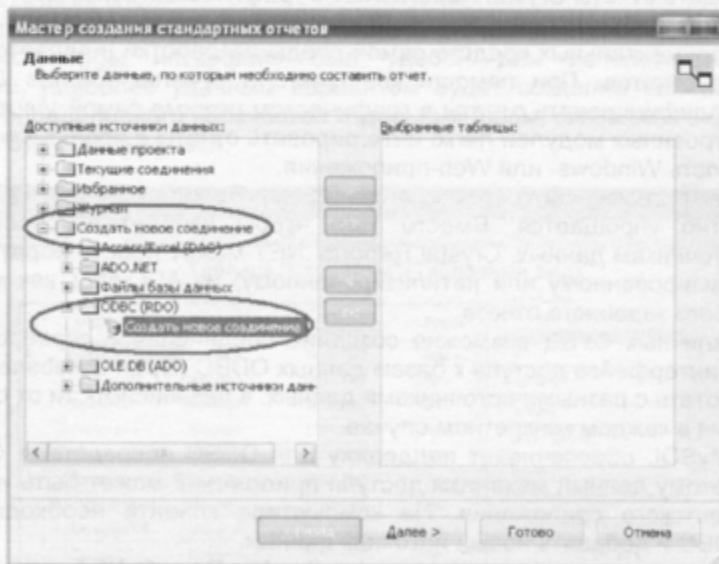 Мастер создания стандартных отчетов
Данные
Выберите данные, по которым необходимо составить отчет.
Доступные источники данных:
Выбранные таблицы:
Данные проекта
Текущие соединения
Избранное
Журнал
Создать новое соединение
Access/Excel (DAO)
ADO.NET
Файлы базы данных
ODBC (RDO)
Создать новое соединение
OLE DB (ADO)
Дополнительные источники данн
Далее >
Готово
Отмена